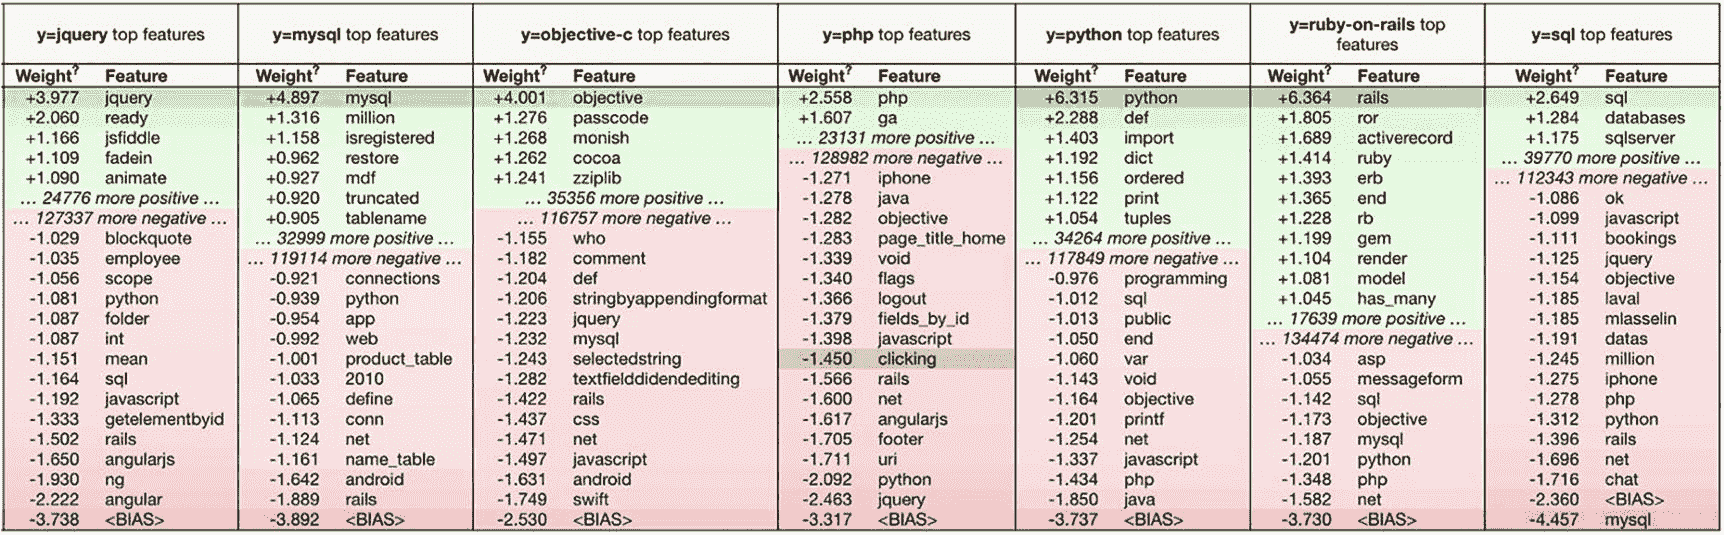 y=jquery top features
Weight? Feature
+3.977 jquery
+2.060 ready
+1.166 jsfiddle
+1.109 fadein
+1.090 animate
… 24776 more positive …
… 127337 more negative …
-1.029 blockquote
-1.035 employee
-1.056 scope
-1.081 python
-1.087 folder
-1.087 int
-1.151 mean
-1.164 sql
-1.192 javascript
-1.333 getelementbyid
-1.502 rails
-1.650 angularjs
-1.930 ng
-2.222 angular
-3.738 <BIAS>
y=mysql top features
Weight? Feature
+4.897 mysql
+1.316 million
+1.158 isregistered
+0.962 restore
+0.927 mdf
+0.920 truncated
+0.905 tablename
… 32999 more positive …
… 119114 more negative …
-0.921 connections
-0.939 python
-0.954 app
-0.992 web
-1.001 product_table
-1.033 2010
-1.065 define
-1.113 conn
-1.124 net
-1.161 name_table
-1.642 android
-1.889 rails
-3.892 <BIAS>
y=objective-c top features
Weight? Feature
+4.001 objective
+1.276 passcode
+1.268 monish
+1.262 cocoa
+1.241 zziplib
… 35356 more positive …
… 116757 more negative …
-1.155 who
-1.182 comment
-1.204 def
-1.206 stringbyappendingformat
-1.223 jquery
-1.232 mysql
-1.243 selectedstring
-1.282 textfielddidendediting
-1.422 rails
-1.437 css
-1.471 net
-1.497 javascript
-1.631 android
-1.749 swift
-2.530 <BIAS>
y=php top features
Weight? Feature
+2.558 php
+1.607 ga
… 23131 more positive …
… 128982 more negative …
-1.271 iphone
-1.278 java
-1.282 objective
-1.283 page_title_home
-1.339 void
-1.340 flags
-1.366 logout
-1.379 fields_by_id
-1.398 javascript
-1.450 clicking
-1.566 rails
-1.600 net
-1.617 angularjs
-1.705 footer
-1.711 uri
-2.092 python
-2.463 jquery
-3.317 <BIAS>
y=python top features
Weight? Feature
+6.315 python
+2.288 def
+1.403 import
+1.192 dict
+1.156 ordered
+1.122 print
+1.054 tuples
… 34264 more positive …
… 117849 more negative …
-0.976 programming
-1.012 sql
-1.013 public
-1.050 end
-1.060 var
-1.143 void
-1.164 objective
-1.201 printf
-1.254 net
-1.337 javascript
-1.434 php
-1.850 java
-3.737 <BIAS>
y=ruby-on-rails top
features
Weight? Feature
+6.364 rails
+1.805 ror
+1.689 activerecord
+1.414 ruby
+1.393 erb
+1.365 end
+1.228 rb
+1.199 gem
+1.104 render
+1.081 model
+1.045 has_many
… 17639 more positive …
… 134474 more negative …
-1.034 asp
-1.055 messageform
-1.142 sql
-1.173 objective
-1.187 mysql
-1.201 python
-1.348 php
-1.582 net
-3.730 <BIAS>
y=sql top features
Weight? Feature
+2.649 sql
+1.284 databases
+1.175 sqlserver
… 39770 more positive …
… 112343 more negative …
-1.086 ok
-1.099 javascript
-1.111 bookings
-1.125 jquery
-1.154 objective
-1.185 laval
-1.185 mlasselin
-1.191 datas
-1.245 million
-1.275 iphone
-1.278 php
-1.312 python
-1.396 rails
-1.696 net
-1.716 chat
-2.360 <BIAS>
-4.457 mysql